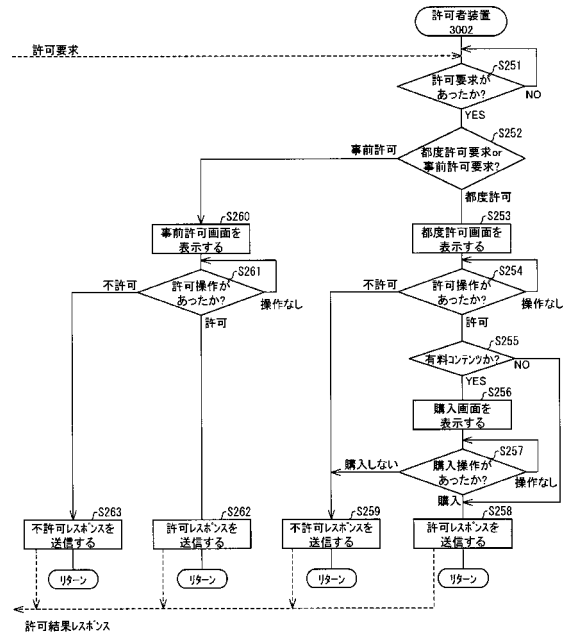 許可者装置
3002
許可要求
S251
許可要求が
あったか?
NO
YES
S252
都度許可要求or
事前許可要求?
事前許可
都度許可
S260
事前許可画面を
表示する
S253
都度許可画面を
表示する
S261
許可操作が
あったか?
不許可
操作なし
許可
S254
許可操作が
あったか?
不許可
操作なし
許可
S255
有料コンテンツか?
NO
YES
S256
購入画面を
表示する
S257
購入操作が
あったか?
購入しない
操作なし
購入
S263
不許可レスポンスを
送信する
S262
許可レスポンスを
送信する
S259
不許可レスポンスを
送信する
S258
許可レスポンスを
送信する
リターン
リターン
リターン
リターン
許可結果レスポンス